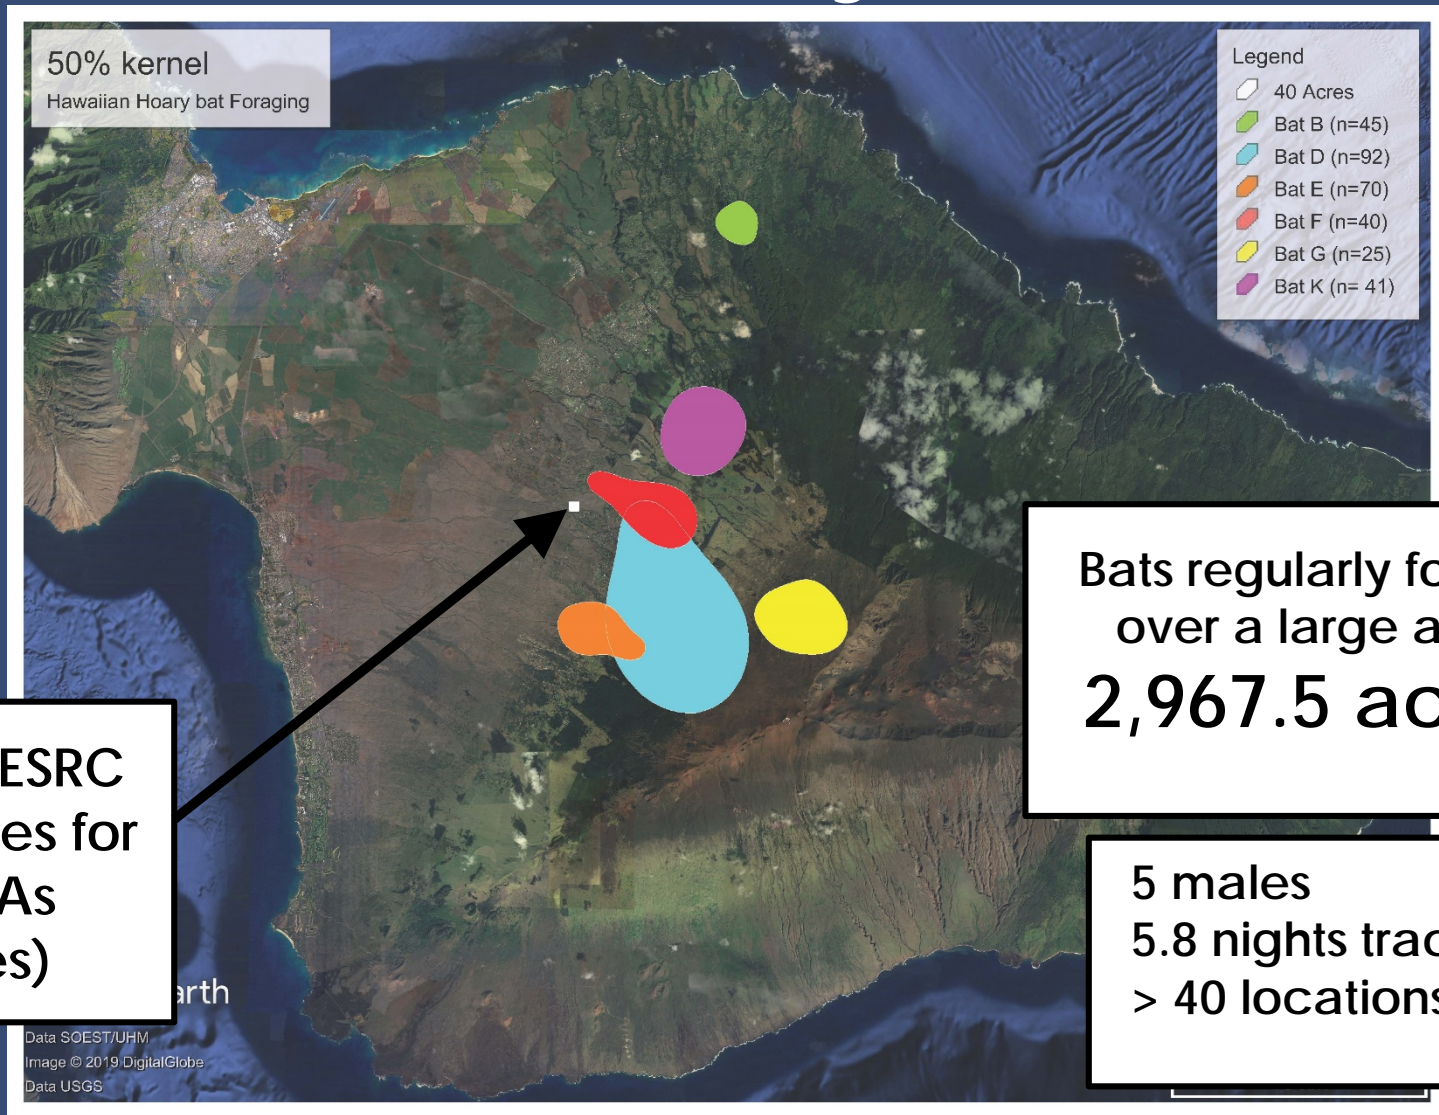 50% kernel
Hawaiian Hoary bat Foraging
Legend
40 Acres
Bat B (n=45)
Bat D (n=92)
Bat E (n=70)
Bat F (n=40)
Bat G (n=25)
Bat K (n= 41)
Bats regularly fo
over a large a
2,967.5 ac
ESRC
es for
As
es)
5 males
5.8 nights trac
> 40 locations
arth
Data SOEST/UHM
Image © 2019 DigitalGlobe
Data USGS